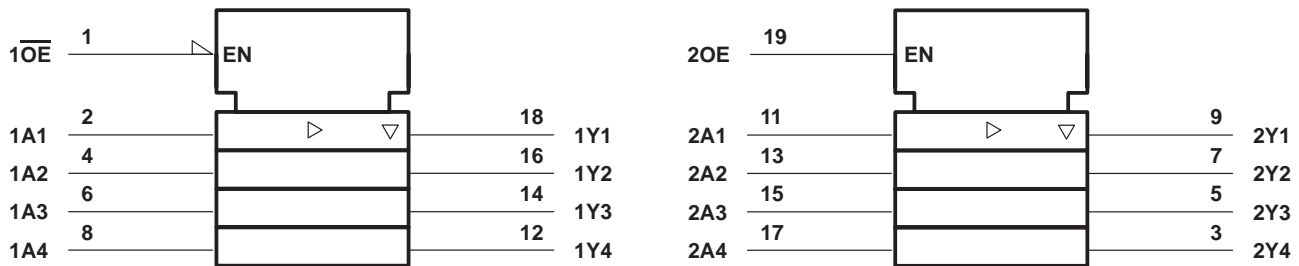 1
1O̅E̅ EN
2 18
1A1 1Y1
4 16
1A2 1Y2
6 14
1A3 1Y3
8 12
1A4 1Y4
19
2OE EN
11 9
2A1 2Y1
13 7
2A2 2Y2
15 5
2A3 2Y3
17 3
2A4 2Y4